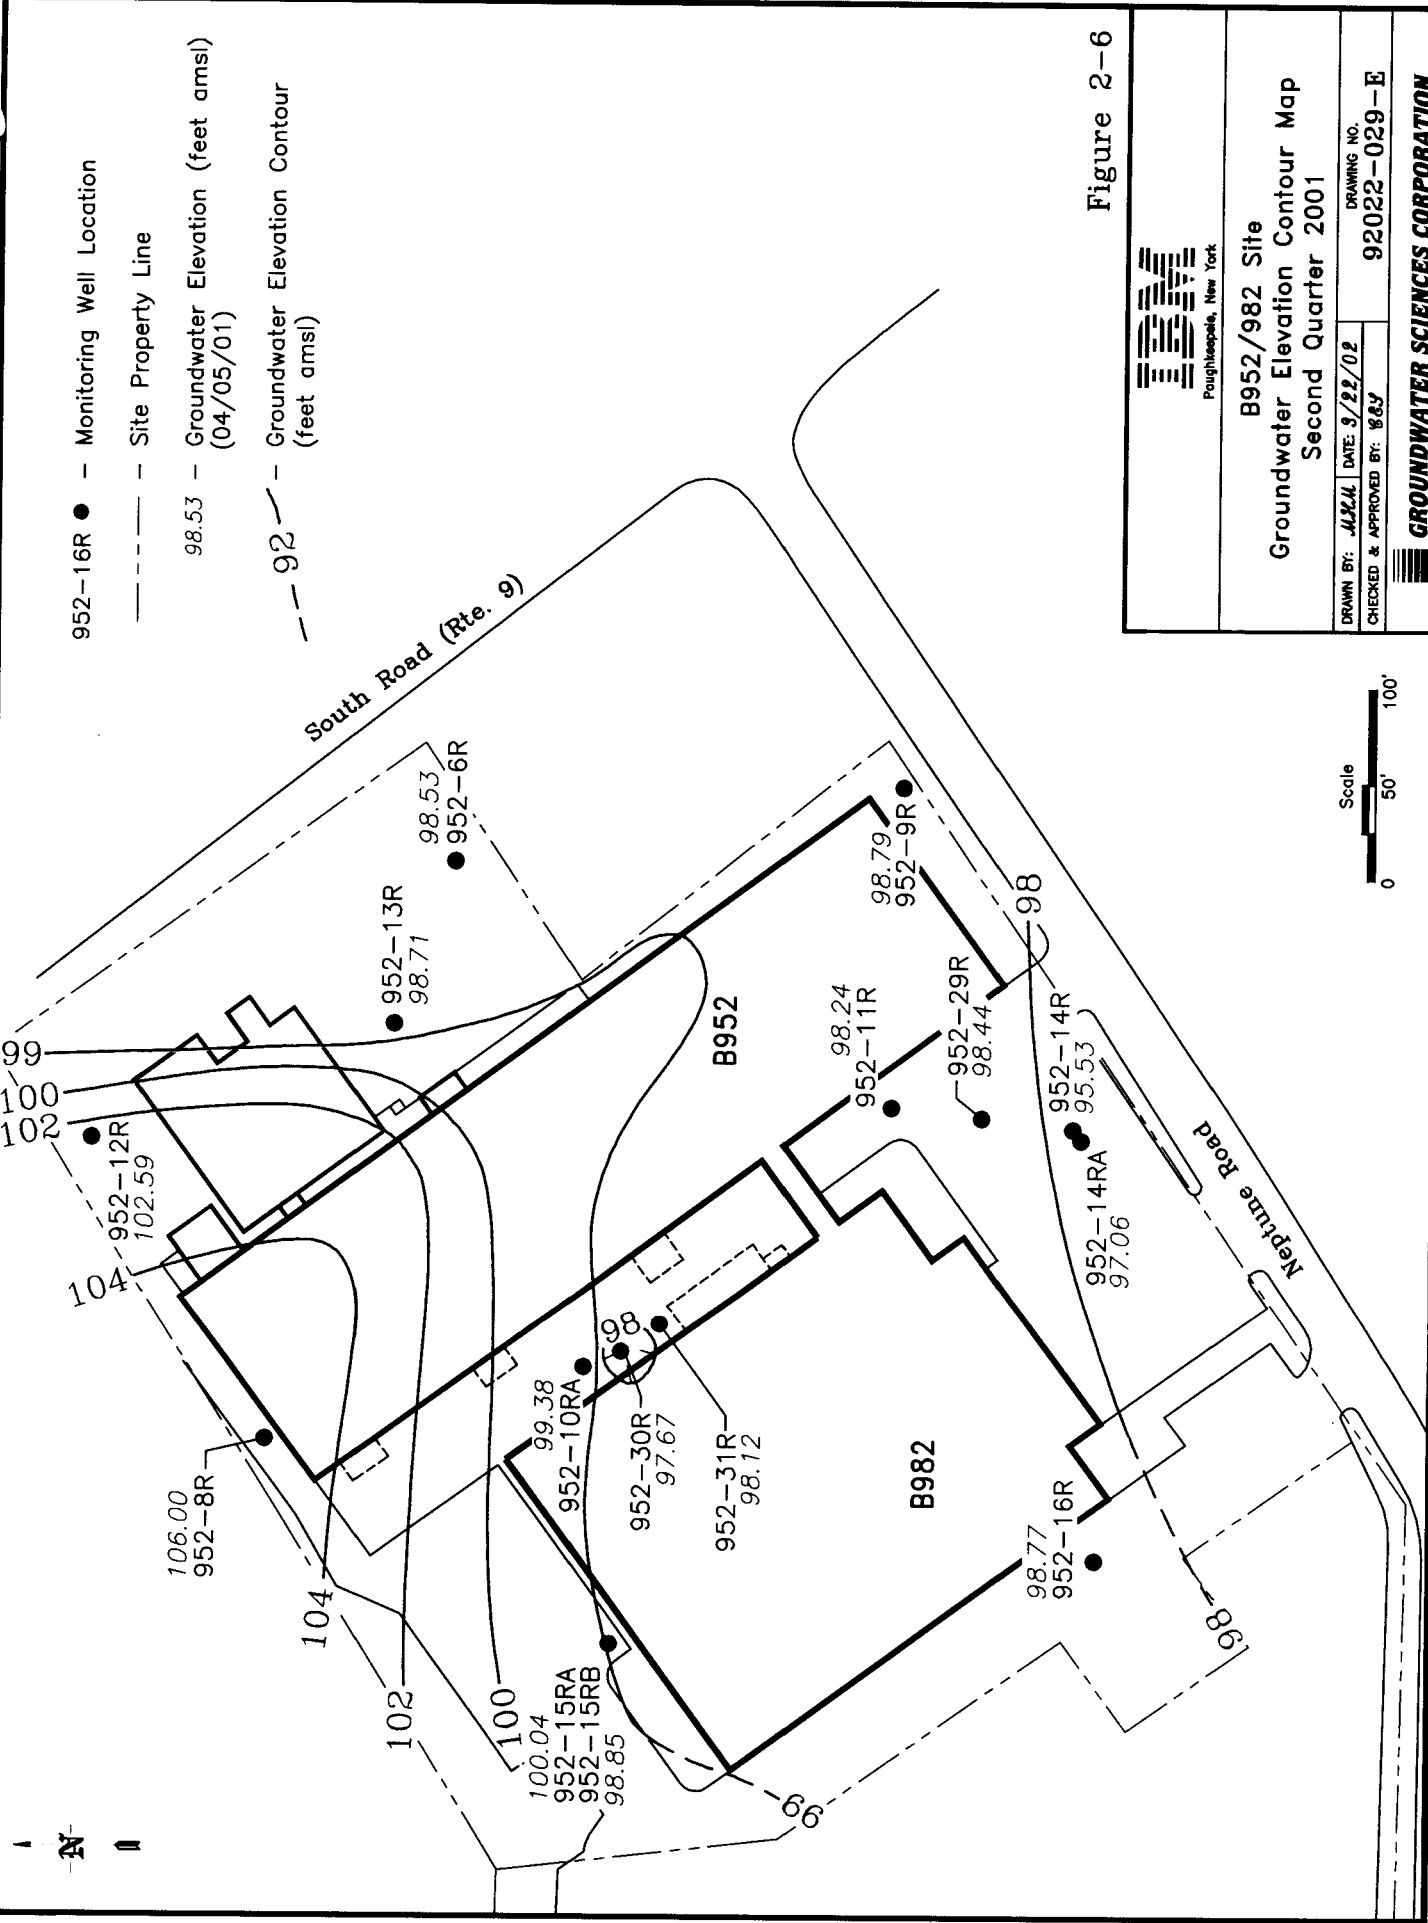 952-16R ● - Monitoring Well Location
- Site Property Line
98.53 - Groundwater Elevation (feet amsl)
(04/05/01)
92 - Groundwater Elevation Contour
(feet amsl)
N
South Road (Rte. 9)
Neptune Road
99
100
102
104
952-12R
102.59
952-13R
98.71
98.53
952-6R
98.79
952-9R
98
106.00
952-8R
B952
98.24
952-11R
952-29R
98.44
952-14R
95.53
952-14RA
97.06
99.38
952-10RA
98
952-30R
97.67
952-31R
98.12
B982
98.77
952-16R
98
104
102
100
100.04
952-15RA
952-15RB
98.85
99
Scale
0 50' 100'
Figure 2-6
IBM
Poughkeepsie, New York
B952/982 Site
Groundwater Elevation Contour Map
Second Quarter 2001
DRAWN BY: DATE: 3/22/02
CHECKED & APPROVED BY:
DRAWING NO.
92022-029-E
GROUNDWATER SCIENCES CORPORATION